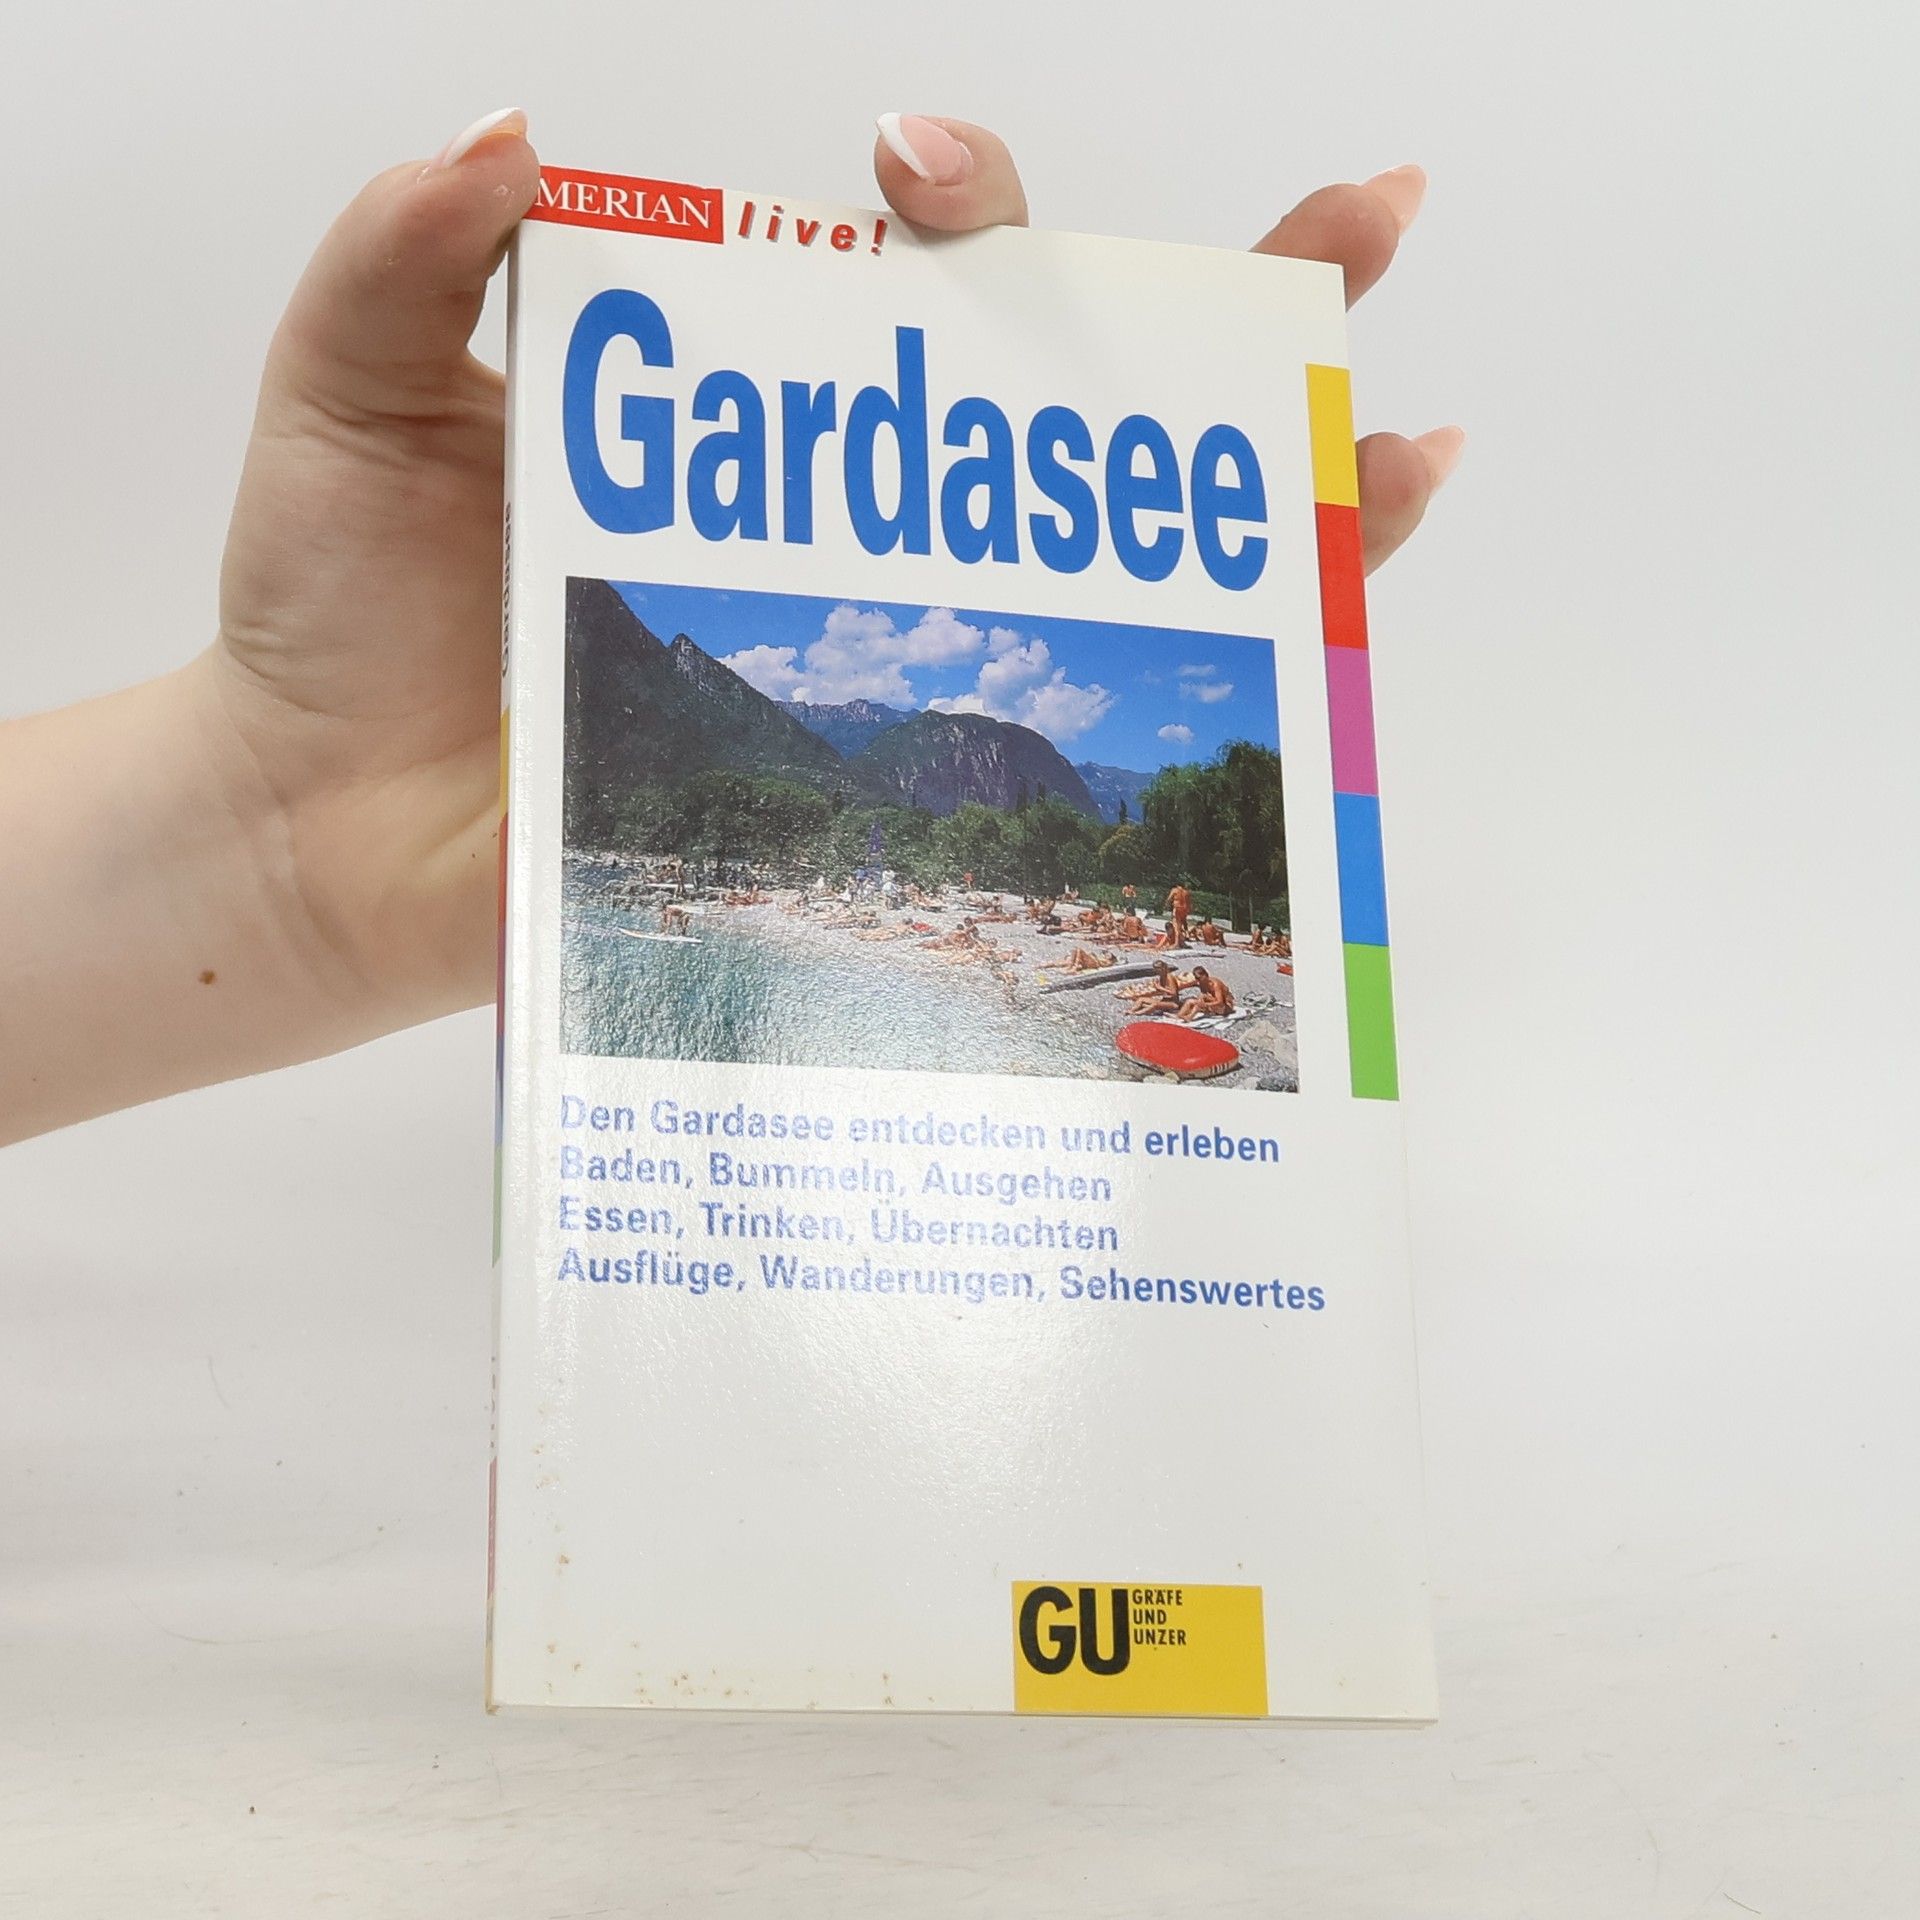 MERIAN live!
Gardasee
Den Gardasee entdecken und erleben
Baden, Bummeln, Ausgehen
Essen, Trinken, Übernachten
Ausflüge, Wanderungen, Sehenswertes
GU GRÄFE
UND
UNZER
Gardasee